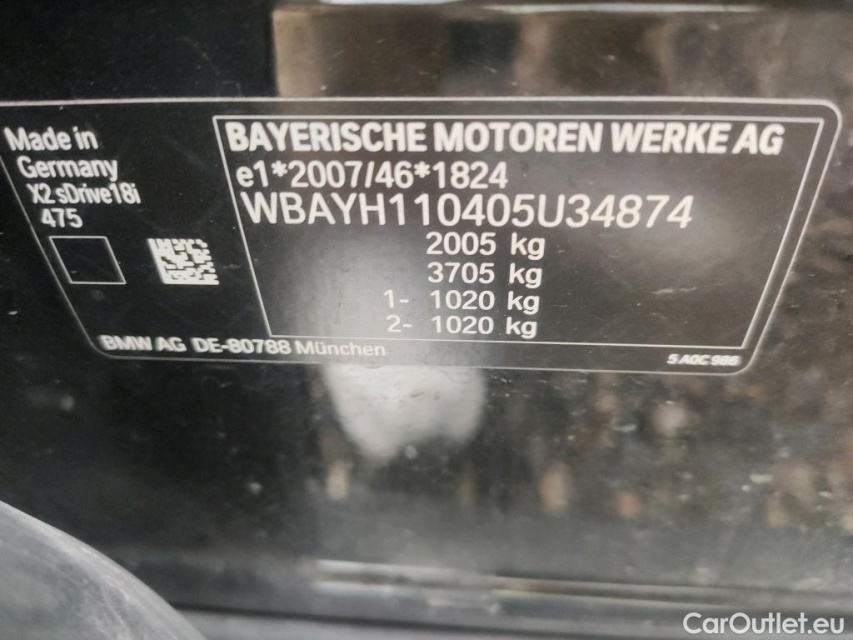 Made in
Germany
X2 sDrive18i
475
BAYERISCHE MOTOREN WERKE AG
e1*2007/46*1824
WBAYH110405U34874
2005 kg
3705 kg
1- 1020 kg
2- 1020 kg
BMW AG DE-80788 München
5 A0C 986
CarOutlet.eu